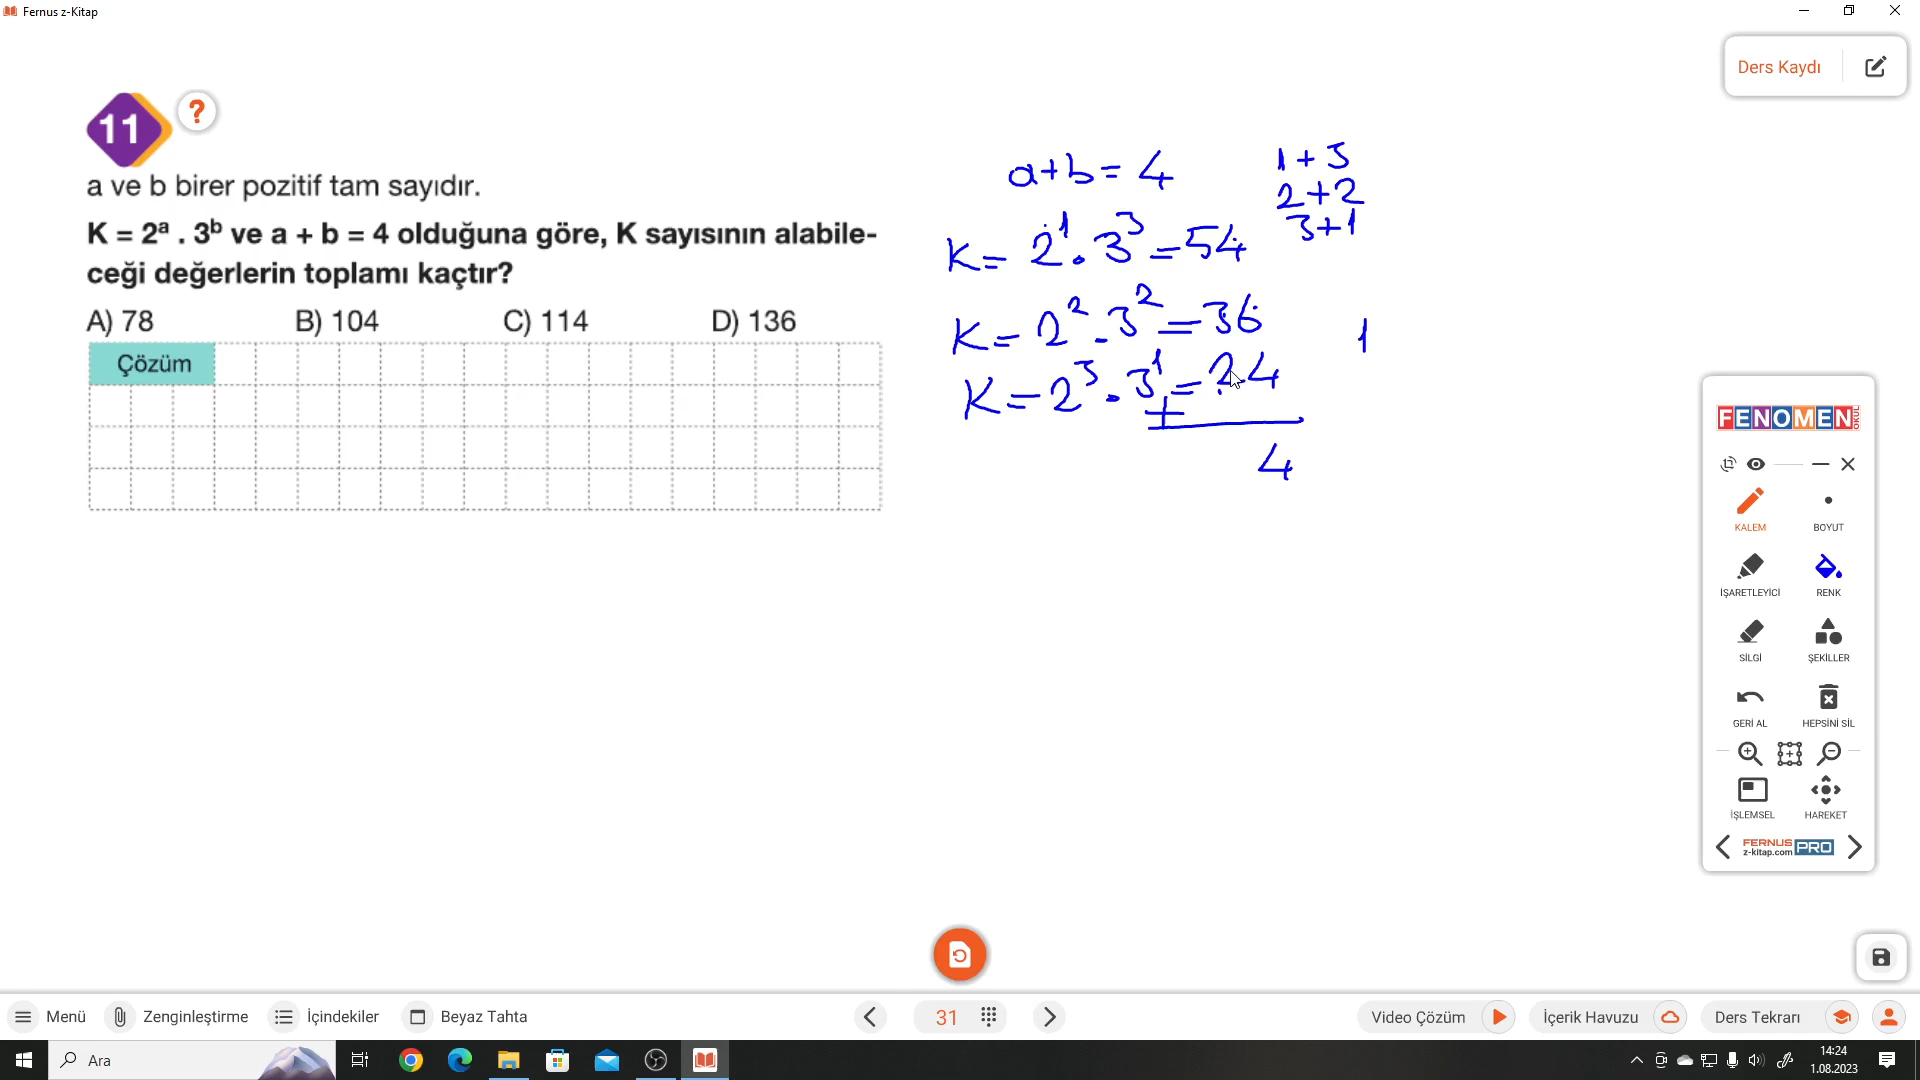 Fernus z-Kitap
Ders Kaydı
11 ?
a ve b birer pozitif tam sayıdır.
K = 2ᵃ . 3ᵇ ve a + b = 4 olduğuna göre, K sayısının alabile-
ceği değerlerin toplamı kaçtır?
A) 78 B) 104 C) 114 D) 136
Çözüm
a+b=4
1+3
2+2
3+1
K= 2¹.3³=54
K= 2².3²=36
1
K=2³.3¹=24
+
4
FENOMEN OKUL
KALEM BOYUT
İŞARETLEYİCİ RENK
SİLGİ ŞEKİLLER
GERİ AL HEPSİNİ SİL
İŞLEMSEL HAREKET
FERNUS
z-kitap.com PRO
Menü Zenginleştirme İçindekiler Beyaz Tahta 31 Video Çözüm İçerik Havuzu Ders Tekrarı
Ara
14:24
1.08.2023